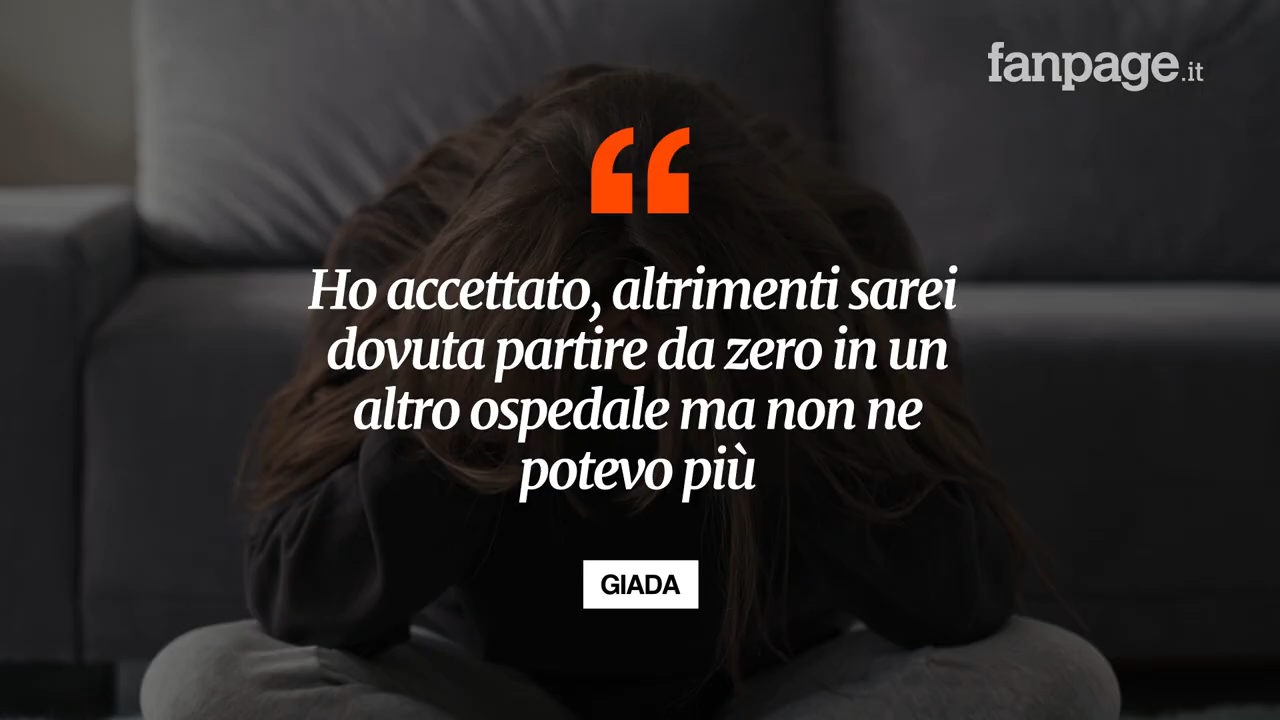 fanpage.it
“
Ho accettato, altrimenti sarei
dovuta partire da zero in un
altro ospedale ma non ne
potevo più
GIADA